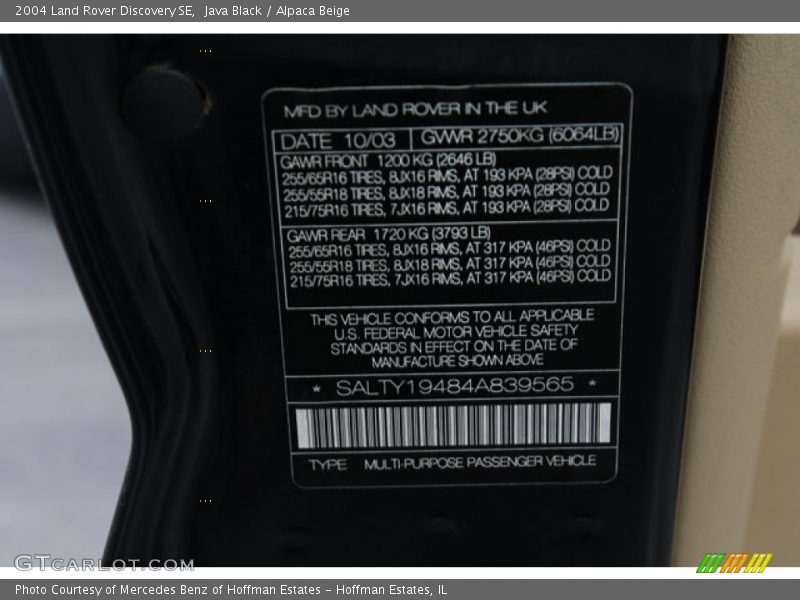 2004 Land Rover Discovery SE, Java Black / Alpaca Beige
MFD BY LAND ROVER IN THE UK
DATE 10/03 GVWR 2750KG (6064LB)
GAWR FRONT 1200 KG (2646 LB)
255/65R16 TIRES, 8JX16 RIMS, AT 193 KPA (28PSI) COLD
255/55R18 TIRES, 8JX18 RIMS, AT 193 KPA (28PSI) COLD
215/75R16 TIRES, 7JX16 RIMS, AT 193 KPA (28PSI) COLD
GAWR REAR 1720 KG (3793 LB)
255/65R16 TIRES, 8JX16 RIMS, AT 317 KPA (46PSI) COLD
255/55R18 TIRES, 8JX18 RIMS, AT 317 KPA (46PSI) COLD
215/75R16 TIRES, 7JX16 RIMS, AT 317 KPA (46PSI) COLD
THIS VEHICLE CONFORMS TO ALL APPLICABLE
U.S. FEDERAL MOTOR VEHICLE SAFETY
STANDARDS IN EFFECT ON THE DATE OF
MANUFACTURE SHOWN ABOVE
* SALTY19484A839565 *
TYPE MULTI-PURPOSE PASSENGER VEHICLE
GTcarlot.com
Photo Courtesy of Mercedes Benz of Hoffman Estates - Hoffman Estates, IL